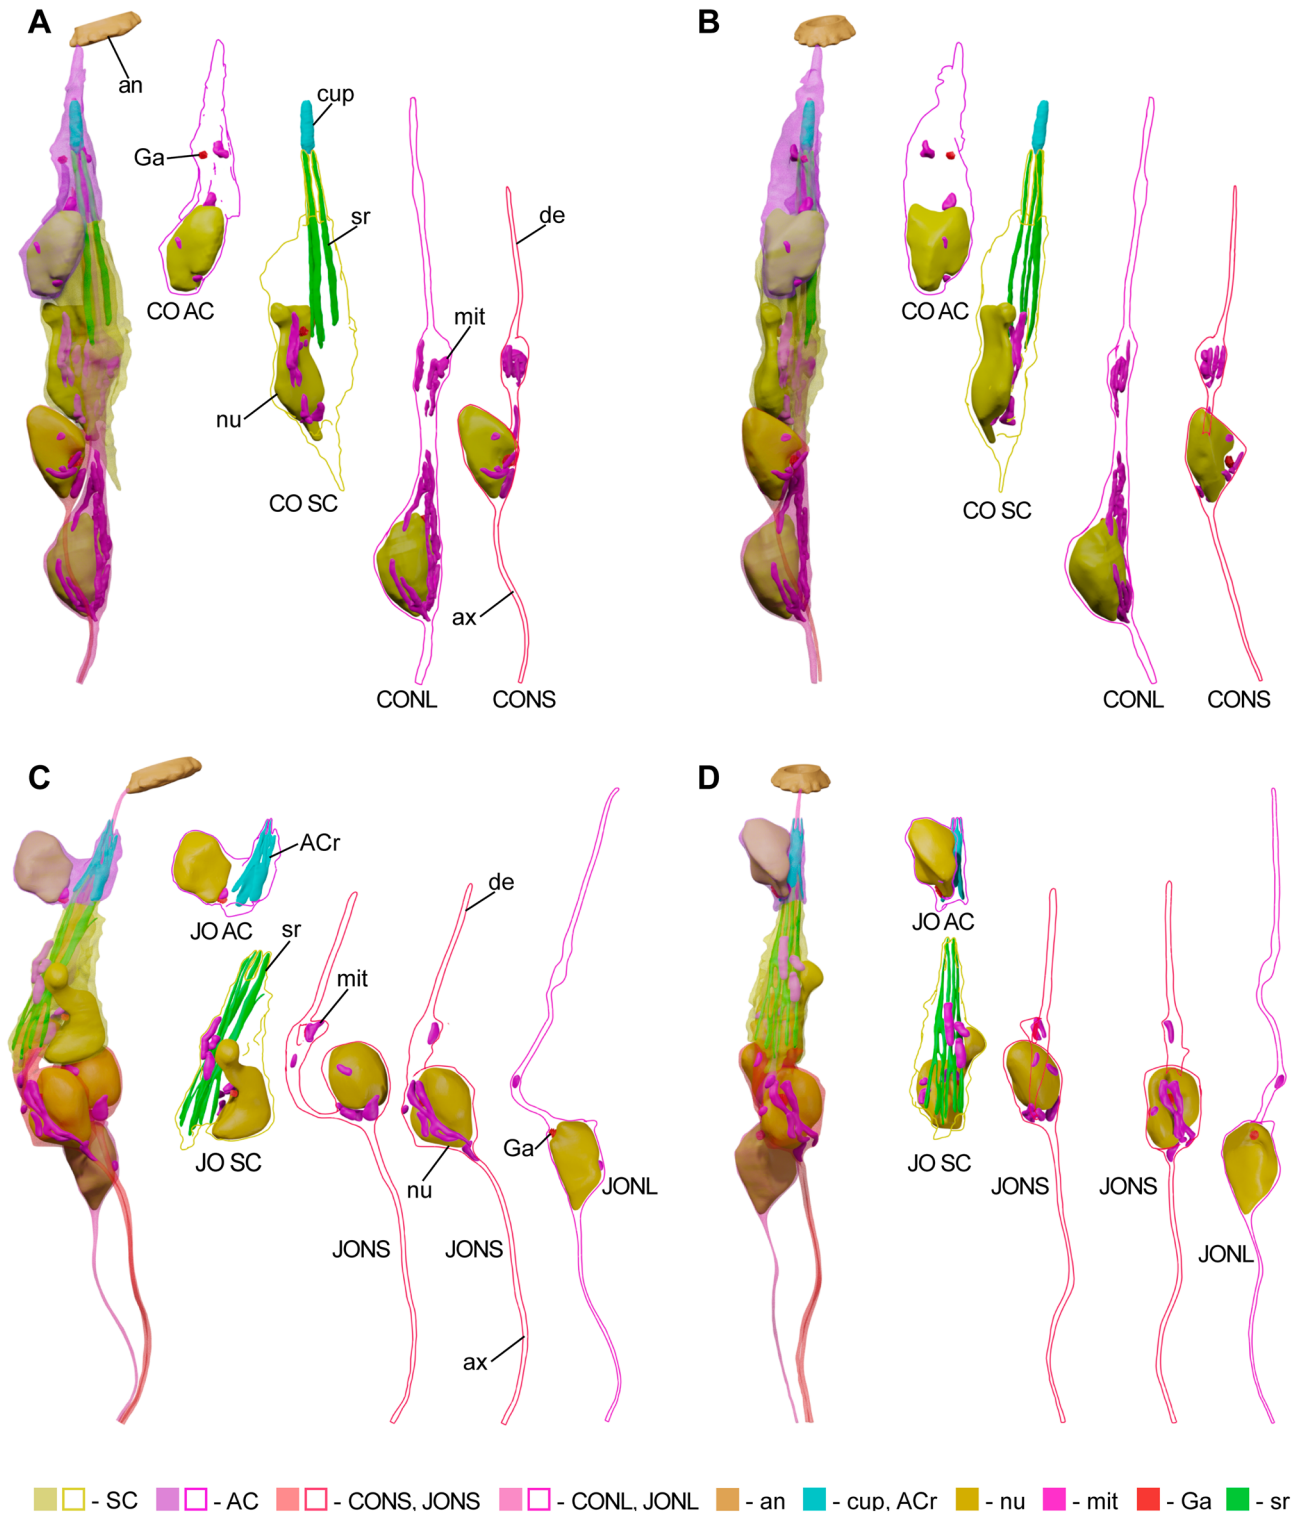 A
B
an
cup
Ga
sr
de
CO AC
CO AC
mit
nu
CO SC
CO SC
ax
CONL
CONS
CONL
CONS
C
D
ACr
de
JO AC
JO AC
sr
mit
Ga
JO SC
JO SC
nu
JONL
JONS
JONS
JONS
JONS
JONL
ax
- SC - AC - CONS, JONS - CONL, JONL - an - cup, ACr - nu - mit - Ga - sr